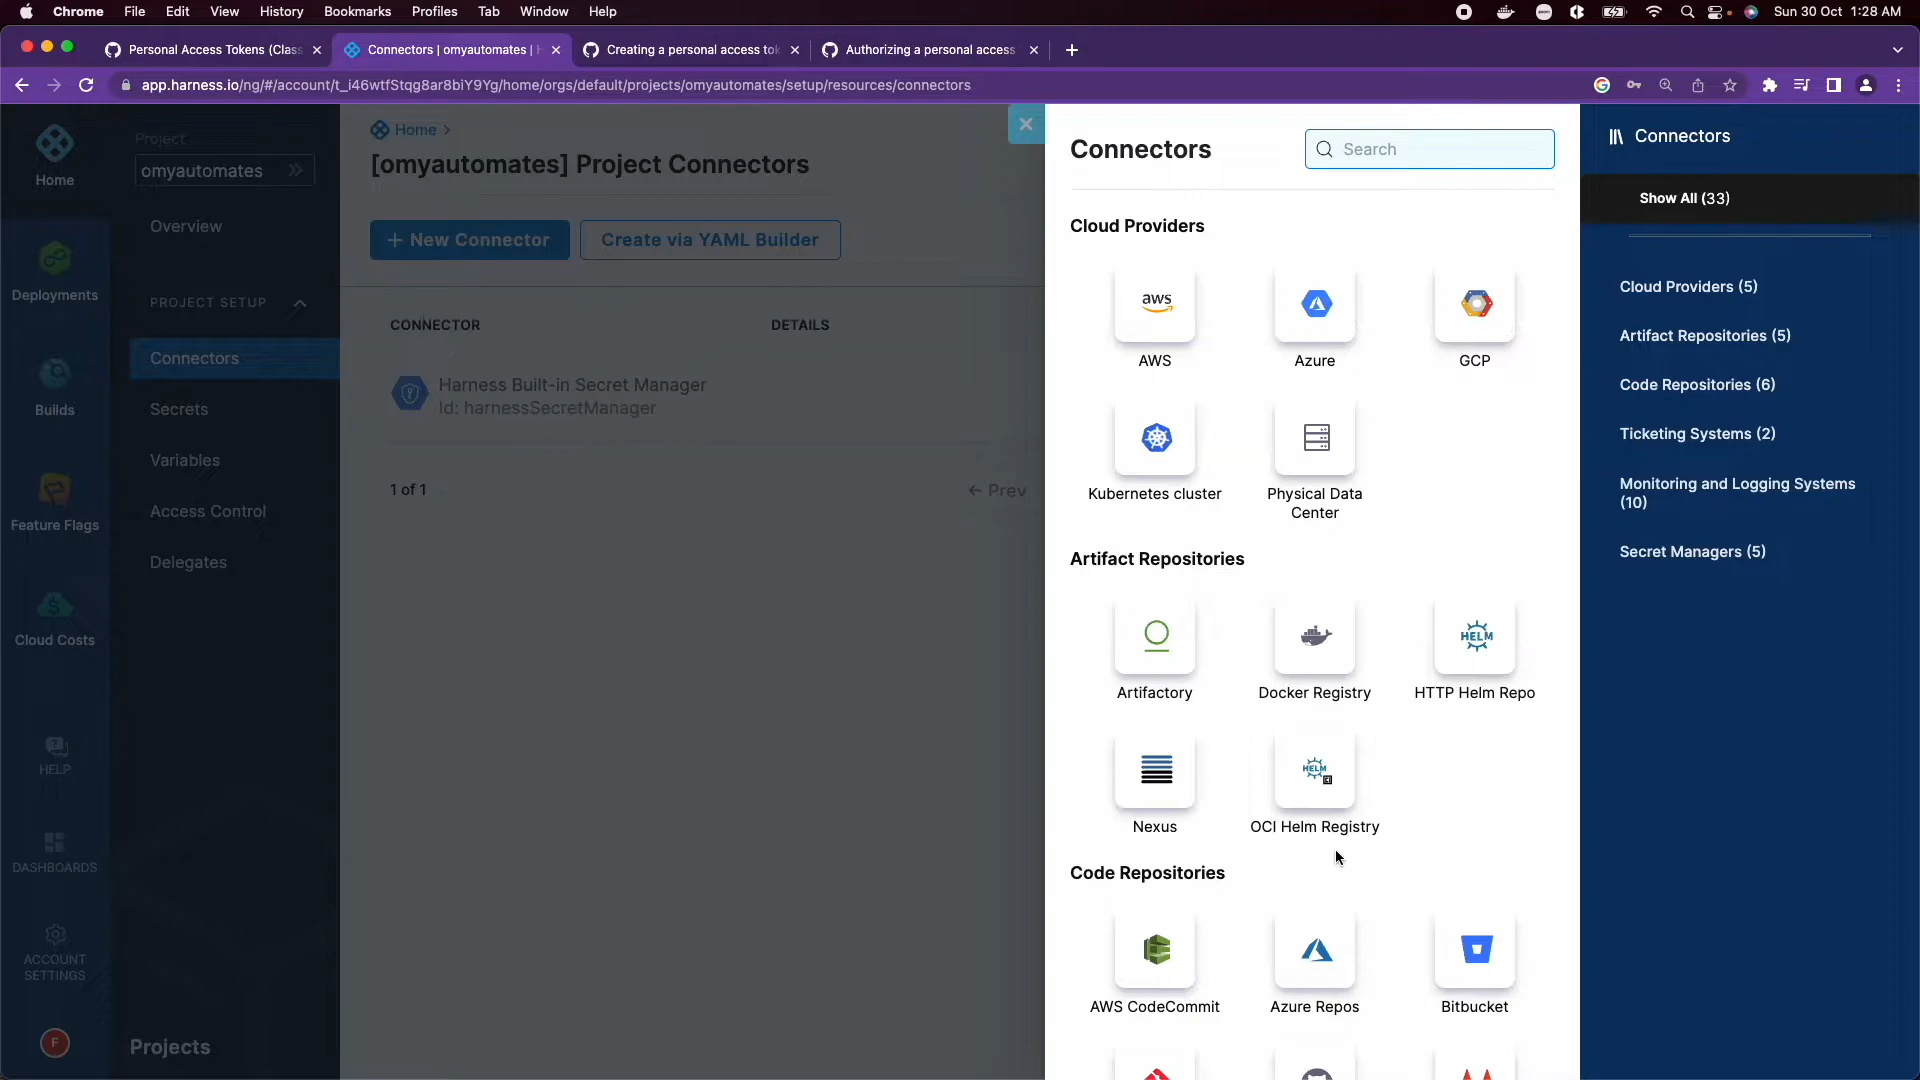 Chrome File Edit View History Bookmarks Profiles Tab Window Help
Sun 30 Oct 1:28 AM
Personal Access Tokens (Class
Connectors | omyautomates | H
Creating a personal access tok
Authorizing a personal access
app.harness.io/ng/#/account/t_i46wtfStqg8ar8biY9Yg/home/orgs/default/projects/omyautomates/setup/resources/connectors
Home
Deployments
Builds
Feature Flags
Cloud Costs
HELP
DASHBOARDS
ACCOUNT
SETTINGS
F
Project
omyautomates
Overview
PROJECT SETUP
Connectors
Secrets
Variables
Access Control
Delegates
Projects
Home >
[omyautomates] Project Connectors
+ New Connector
Create via YAML Builder
CONNECTOR
DETAILS
Harness Built-in Secret Manager
Id: harnessSecretManager
1 of 1
← Prev
Connectors
Search
Cloud Providers
aws
AWS
Azure
GCP
Kubernetes cluster
Physical Data
Center
Artifact Repositories
HELM
Artifactory
Docker Registry
HTTP Helm Repo
HELM
Nexus
OCI Helm Registry
Code Repositories
AWS CodeCommit
Azure Repos
Bitbucket
Connectors
Show All (33)
Cloud Providers (5)
Artifact Repositories (5)
Code Repositories (6)
Ticketing Systems (2)
Monitoring and Logging Systems
(10)
Secret Managers (5)